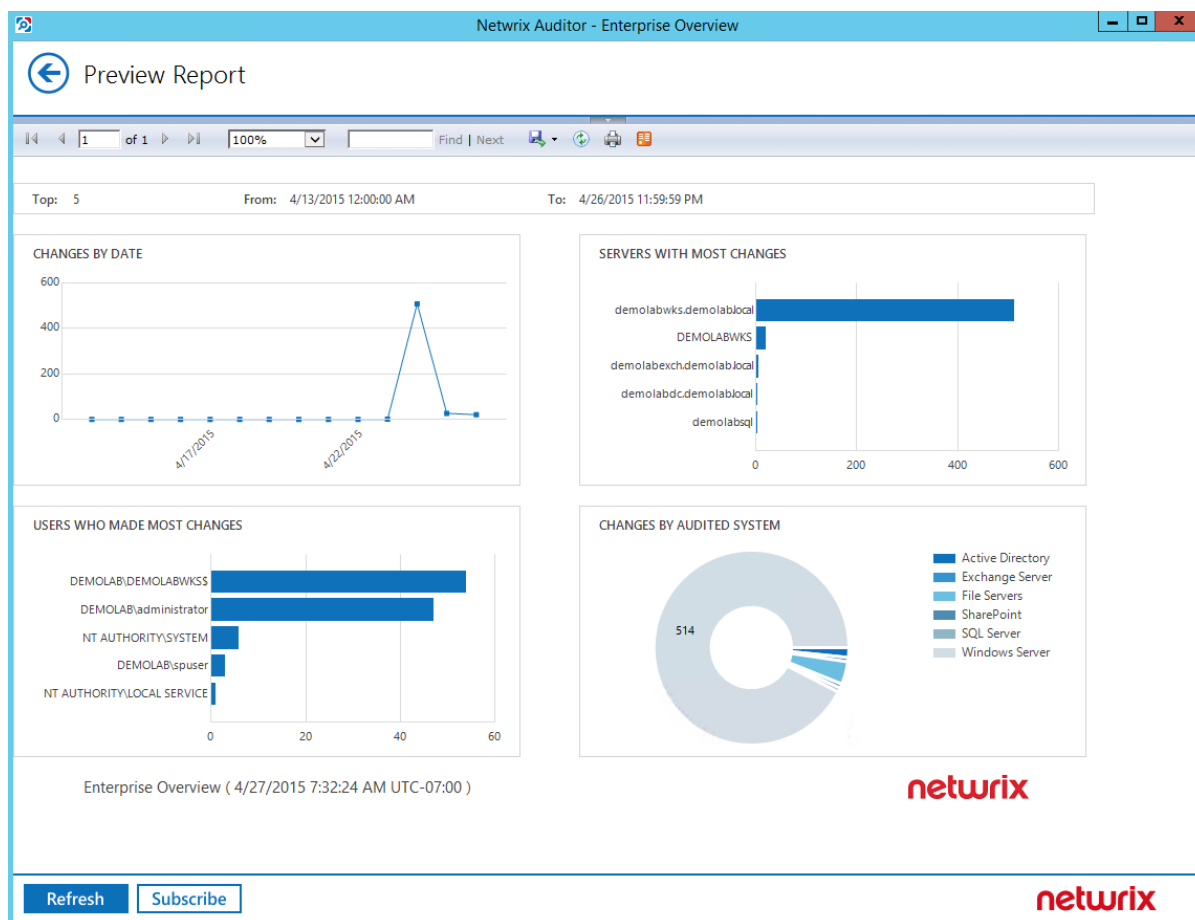 Netwrix Auditor - Enterprise Overview
Preview Report
1 of 1 100% Find | Next
Top: 5 From: 4/13/2015 12:00:00 AM To: 4/26/2015 11:59:59 PM
CHANGES BY DATE
600
400
200
0
4/17/2015
4/22/2015
SERVERS WITH MOST CHANGES
demolabwks.demolab.local
DEMOLABWKS
demolabexch.demolab.local
demolabdc.demolab.local
demolabsql
0 200 400 600
USERS WHO MADE MOST CHANGES
DEMOLAB\DEMOLABWKS$
DEMOLAB\administrator
NT AUTHORITY\SYSTEM
DEMOLAB\spuser
NT AUTHORITY\LOCAL SERVICE
0 20 40 60
CHANGES BY AUDITED SYSTEM
514
Active Directory
Exchange Server
File Servers
SharePoint
SQL Server
Windows Server
Enterprise Overview ( 4/27/2015 7:32:24 AM UTC-07:00 )
netwrix
Refresh Subscribe
netwrix